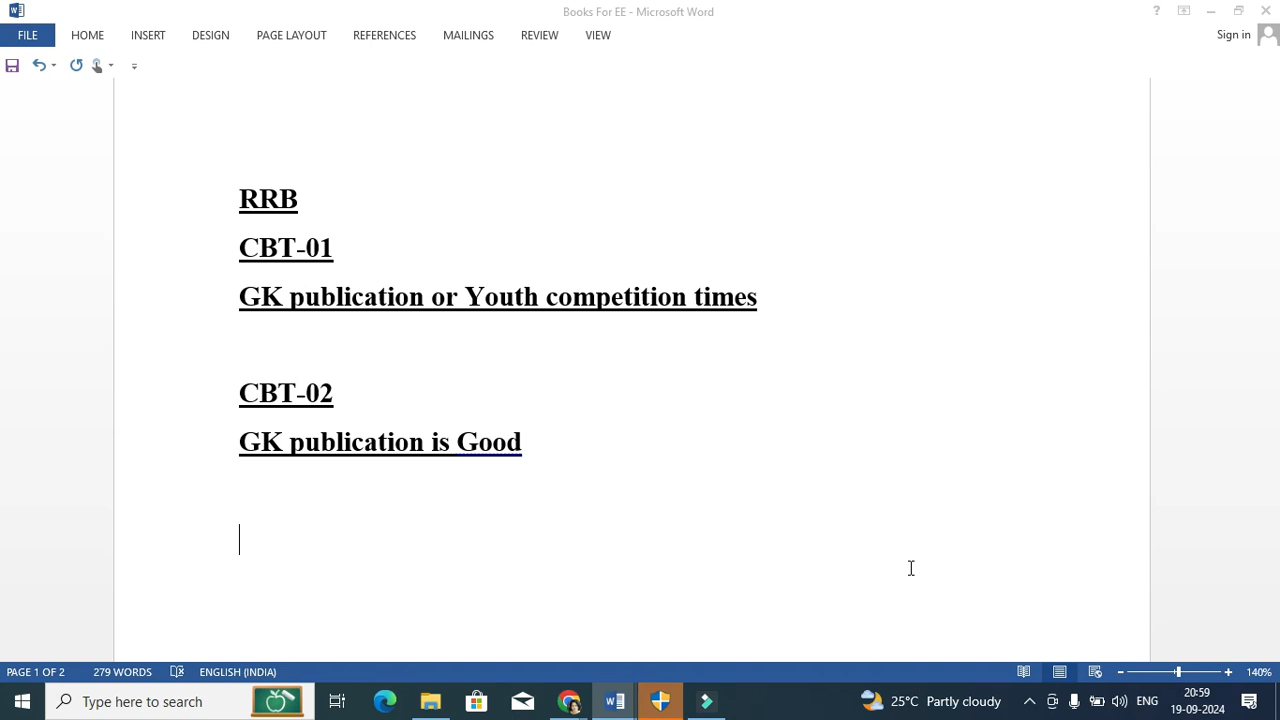 Books For EE - Microsoft Word
?
FILE HOME INSERT DESIGN PAGE LAYOUT REFERENCES MAILINGS REVIEW VIEW Sign in
RRB
CBT-01
GK publication or Youth competition times
CBT-02
GK publication is Good
PAGE 1 OF 2 279 WORDS ENGLISH (INDIA) 140%
Type here to search 25°C Partly cloudy ENG 20:59
19-09-2024